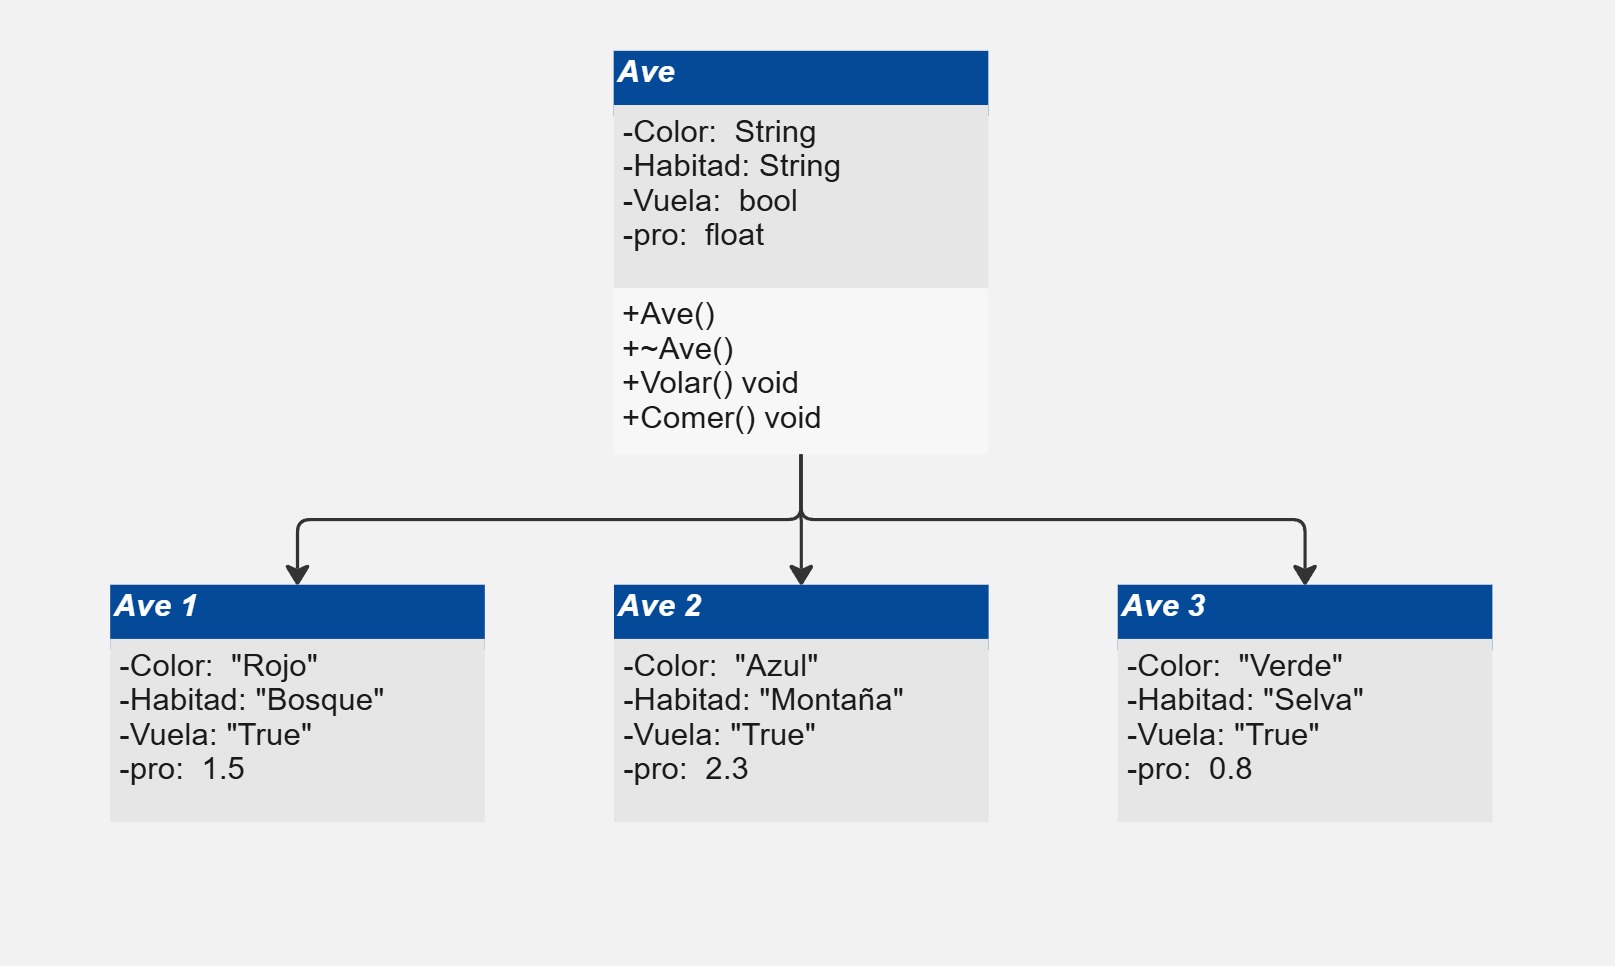 Ave
-Color:  String
-Habitad: String
-Vuela:  bool
-pro:  float
+Ave()
+~Ave()
+Volar() void
+Comer() void
Ave 1
-Color:  "Rojo"
-Habitad: "Bosque"
-Vuela: "True"
-pro:  1.5
Ave 2
-Color:  "Azul"
-Habitad: "Montaña"
-Vuela: "True"
-pro:  2.3
Ave 3
-Color:  "Verde"
-Habitad: "Selva"
-Vuela: "True"
-pro:  0.8